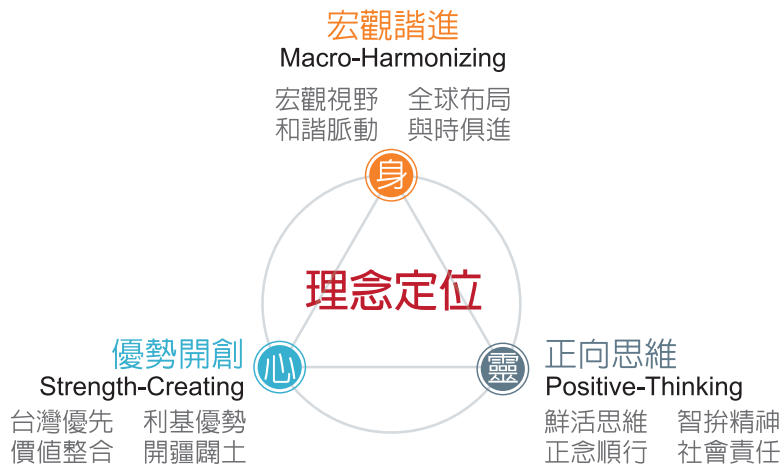 宏觀諧進
Macro-Harmonizing
宏觀視野 全球布局
和諧脈動 與時俱進
身
理念定位
心
優勢開創
Strength-Creating
台灣優先 利基優勢
價值整合 開疆闢土
靈
正向思維
Positive-Thinking
鮮活思維 智拚精神
正念順行 社會責任